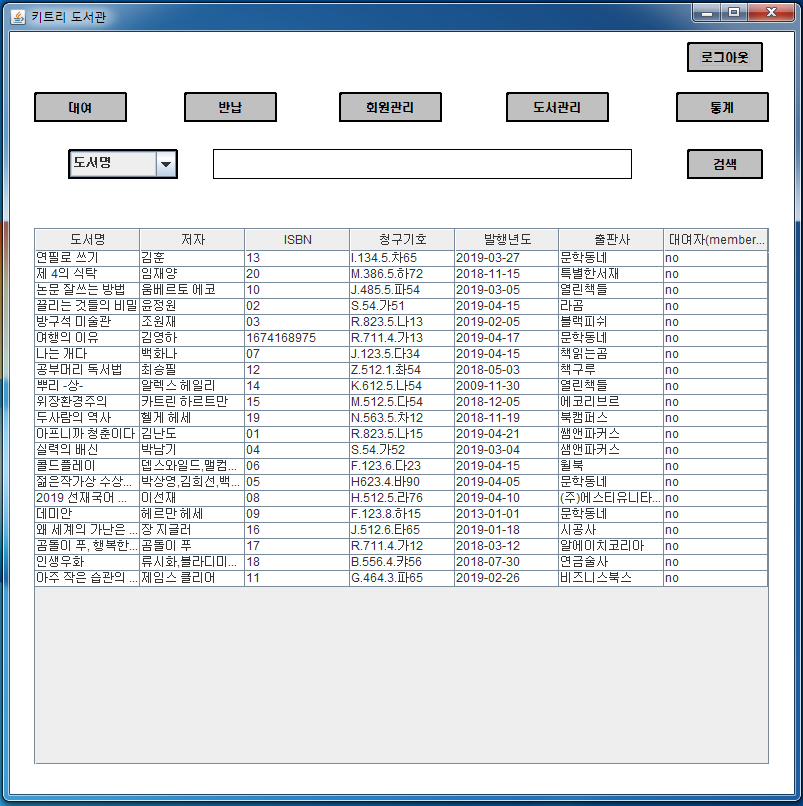 키트리 도서관
로그아웃
대여 반납 회원관리 도서관리 통계
도서명 검색
도서명 저자 ISBN 청구기호 발행년도 출판사 대여자(member...
연필로 쓰기 김훈 13 I.134.5.차65 2019-03-27 문학동네 no
제 4의 식탁 임재양 20 M.386.5.하72 2018-11-15 특별한서재 no
논문 잘쓰는 방법 움베르토 에코 10 J.485.5.파54 2019-03-05 열린책들 no
끌리는 것들의 비밀 윤정원 02 S.54.가51 2019-04-15 라곰 no
방구석 미술관 조원재 03 R.823.5.나13 2019-02-05 블랙피쉬 no
여행의 이유 김영하 1674168975 R.711.4.가13 2019-04-17 문학동네 no
나는 개다 백희나 07 J.123.5.다34 2019-04-15 책읽는곰 no
공부머리 독서법 최승필 12 Z.512.1.화54 2018-05-03 책구루 no
뿌리 -상- 알렉스 헤일리 14 K.612.5.나54 2009-11-30 열린책들 no
위장환경주의 카트린 하르트만 15 M.512.5.다54 2018-12-05 에코리브르 no
두사람의 역사 헬게 헤세 19 N.563.5.차12 2018-11-19 북캠퍼스 no
아프니까 청춘이다 김난도 01 R.823.5.나15 2019-04-21 쌤앤파커스 no
실력의 배신 박남기 04 S.54.가52 2019-03-04 쌤앤파커스 no
콜드플레이 뎁스와일드,맬컴... 06 F.123.6.다23 2019-04-15 윌북 no
젊은작가상 수상... 박상영,김희선,백... 05 H623.4.바90 2019-04-05 문학동네 no
2019 선재국어 ... 이선재 08 H.512.5.라76 2019-04-10 (주)에스티유니타... no
데미안 헤르만 헤세 09 F.123.8.하15 2013-01-01 문학동네 no
왜 세계의 가난은 ... 장 지글러 16 J.512.6.타65 2019-01-18 시공사 no
곰돌이 푸, 행복한... 곰돌이 푸 17 R.711.4.가12 2018-03-12 알에이치코리아 no
인생우화 류시화,블라디미... 18 B.556.4.카56 2018-07-30 연금술사 no
아주 작은 습관의 ... 제임스 클리어 11 G.464.3.파65 2019-02-26 비즈니스북스 no